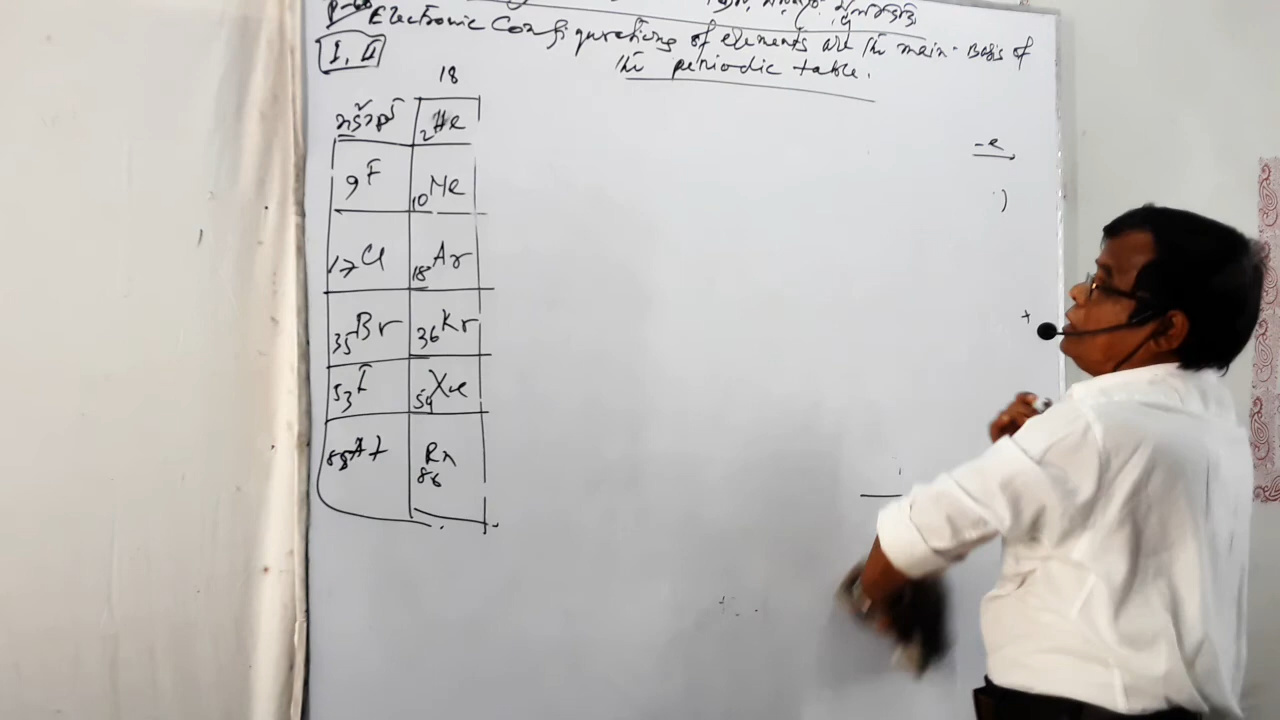 P-60 Electronic Configurations of elements are the main Basis of
the periodic table.
I, II
18
2He
9F 10Ne
17Cl 18Ar
35Br 36Kr
53I 54Xe
85At Rn
86
-e
+